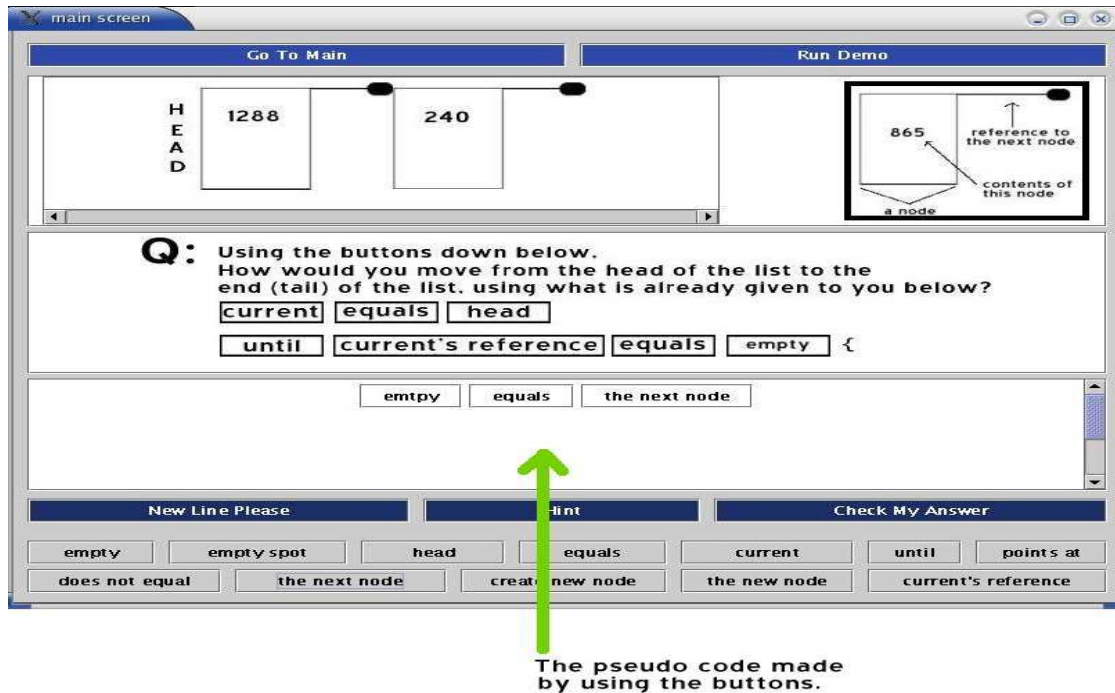 main screen
Go To Main Run Demo
HEAD
1288 240
865
reference to
the next node
contents of
this node
a node
Q: Using the buttons down below.
How would you move from the head of the list to the
end (tail) of the list. using what is already given to you below?
current equals head
until current's reference equals empty {
emtpy equals the next node
New Line Please Hint Check My Answer
empty empty spot head equals current until points at
does not equal the next node create new node the new node current's reference
The pseudo code made
by using the buttons.